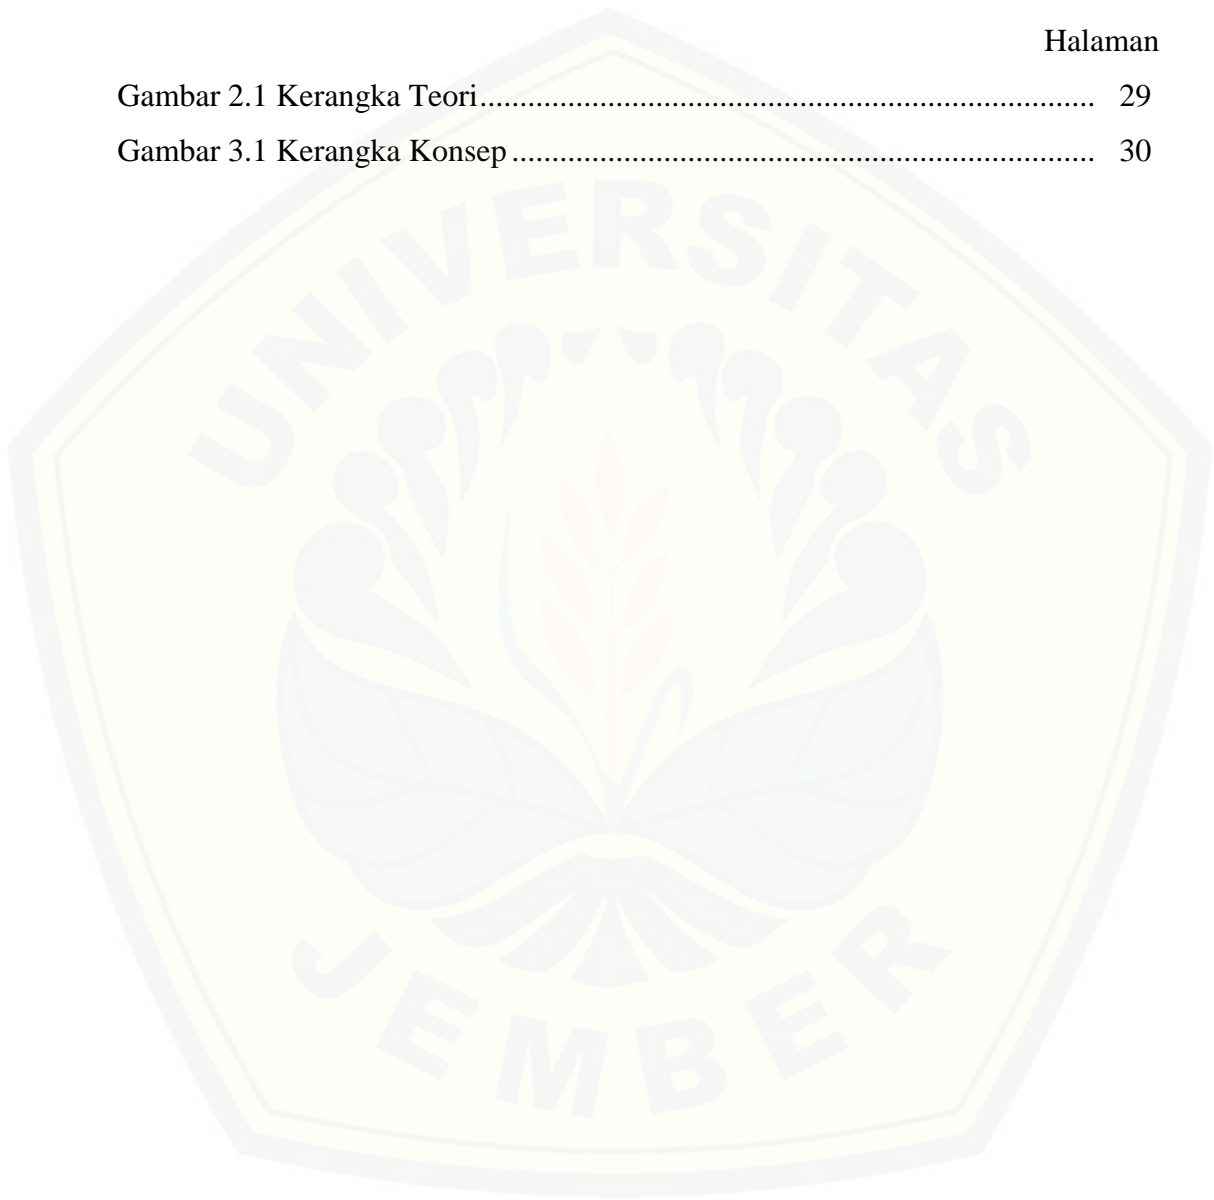 Halaman
Gambar 2.1 Kerangka Teori............................................................................. 29
Gambar 3.1 Kerangka Konsep ......................................................................... 30
UNIVERSITAS
JEMBER